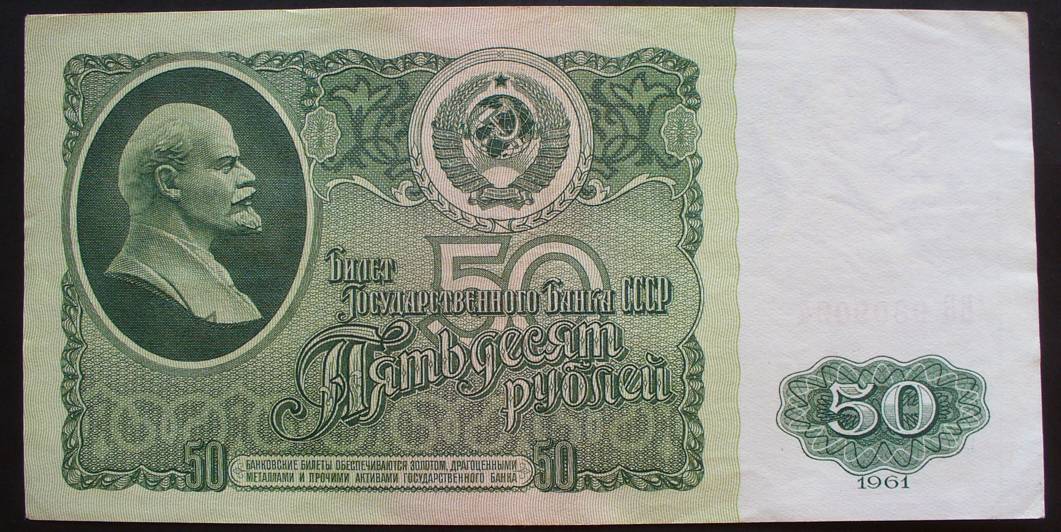 50
Билет
Государственного Банка СССР
Пятьдесят
рублей
50
БАНКОВСКИЕ БИЛЕТЫ ОБЕСПЕЧИВАЮТСЯ ЗОЛОТОМ, ДРАГОЦЕННЫМИ
МЕТАЛЛАМИ И ПРОЧИМИ АКТИВАМИ ГОСУДАРСТВЕННОГО БАНКА
50
50
1961